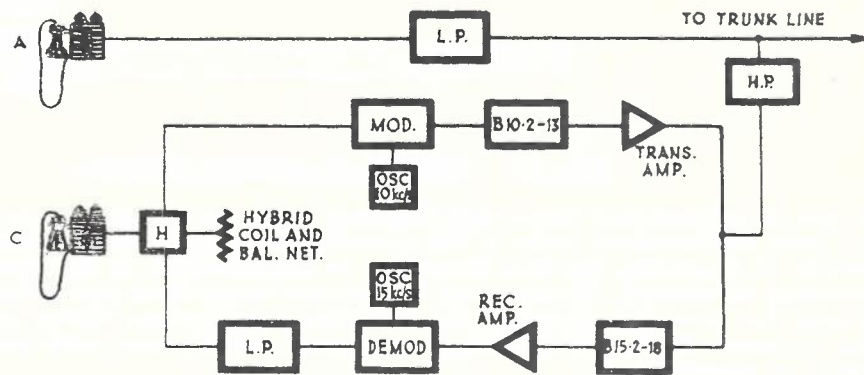 TO TRUNK LINE
A
L.P.
H.P.
MOD.
B10·2-13
TRANS.
AMP.
OSC
10 kc/s
C
H
HYBRID
COIL AND
BAL. NET.
OSC
15 kc/s
REC.
AMP.
L.P.
DEMOD
B15·2-18